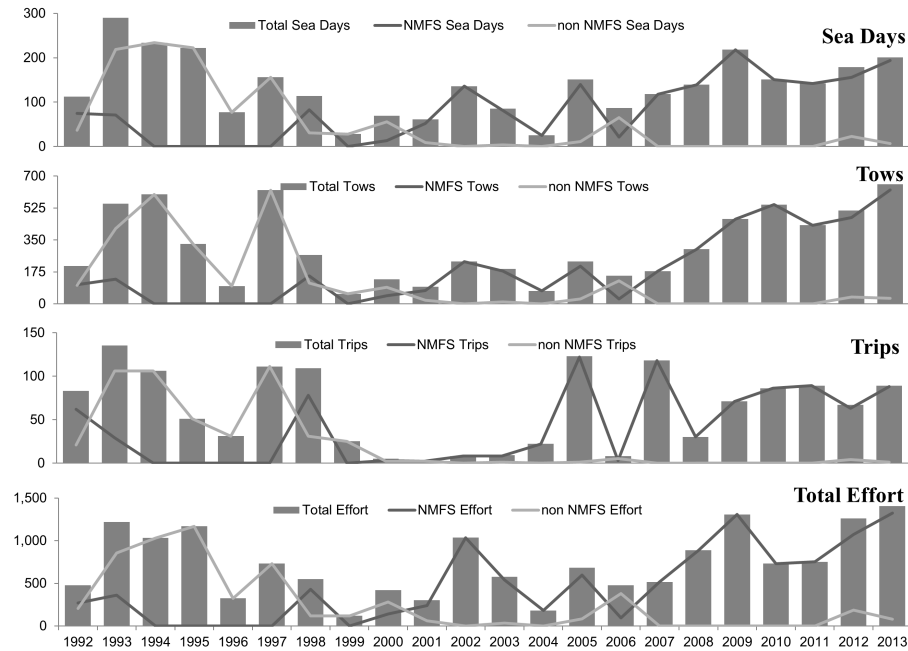 300
200
100
0
Total Sea Days NMFS Sea Days non NMFS Sea Days
Sea Days
700
525
350
175
0
Total Tows NMFS Tows non NMFS Tows
Tows
150
100
50
0
Total Trips NMFS Trips non NMFS Trips
Trips
1,500
1,000
500
0
Total Effort NMFS Effort non NMFS Effort
Total Effort
1992 1993 1994 1995 1996 1997 1998 1999 2000 2001 2002 2003 2004 2005 2006 2007 2008 2009 2010 2011 2012 2013